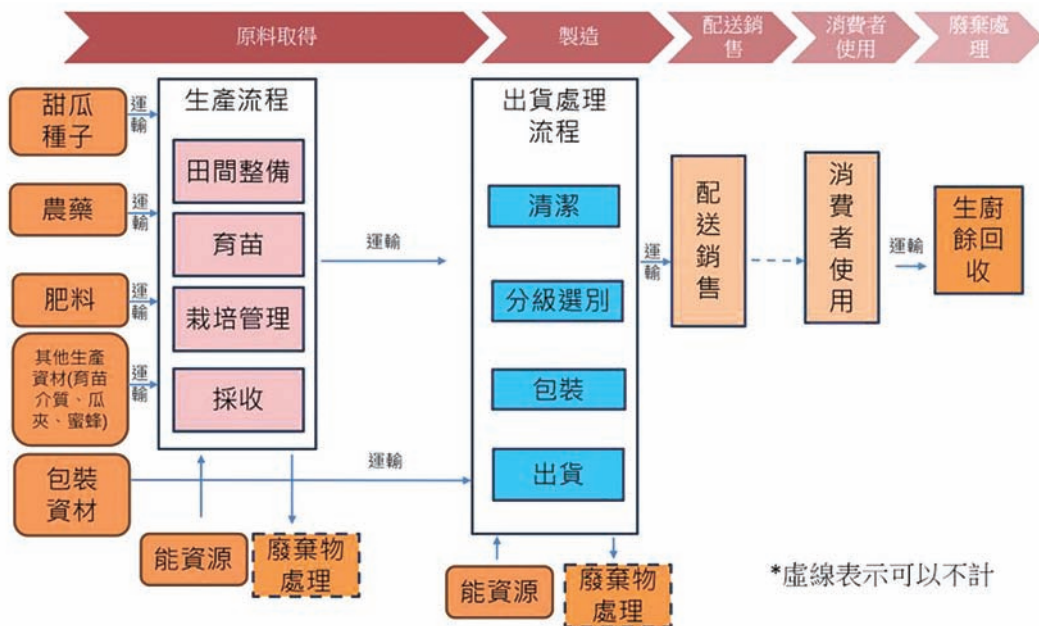 原料取得
製造
配送銷
售
消費者
使用
廢棄處
理
甜瓜
種子
運
輸
農藥
運
輸
肥料
運
輸
其他生產
資材(育苗
介質、瓜
夾、蜜蜂)
運
輸
包裝
資材
生產流程
田間整備
育苗
栽培管理
採收
運輸
運輸
能資源
廢棄物
處理
出貨處理
流程
清潔
分級選別
包裝
出貨
能資源
廢棄物
處理
運
輸
配
送
銷
售
消
費
者
使
用
運輸
生廚
餘回
收
*虛線表示可以不計